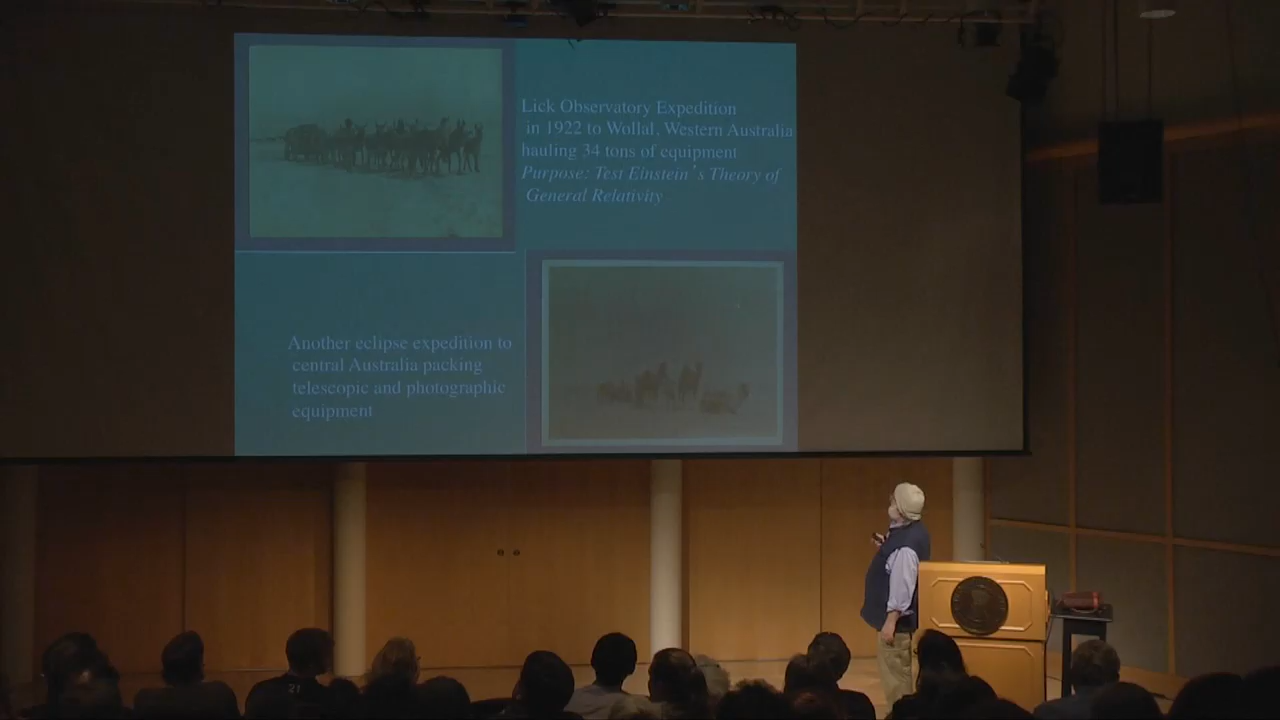 Lick Observatory Expedition
in 1922 to Wollal, Western Australia
hauling 34 tons of equipment
Purpose: Test Einstein's Theory of
General Relativity
Another eclipse expedition to
central Australia packing
telescopic and photographic
equipment
21